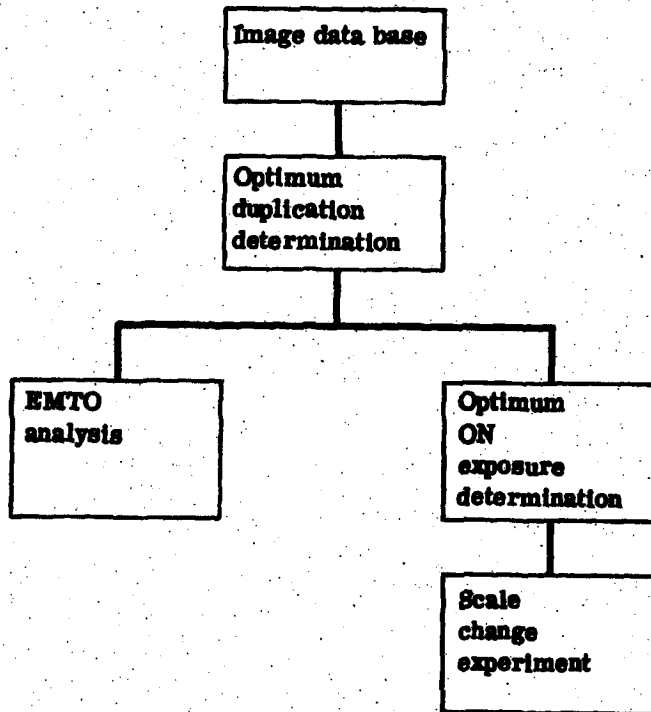 Image data base
Optimum
duplication
determination
EMTO
analysis
Optimum
ON
exposure
determination
Scale
change
experiment